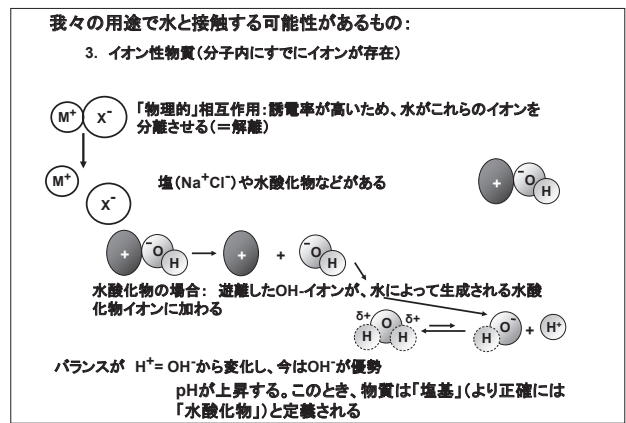 我々の用途で水と接触する可能性があるもの：
3. イオン性物質（分子内にすでにイオンが存在）
M⁺ X⁻
「物理的」相互作用：誘電率が高いため、水がこれらのイオンを
分離させる（＝解離）
M⁺
X⁻
塩（Na⁺Cl⁻）や水酸化物などがある
+ ⁻O H
+ ⁻O H + + ⁻O H
水酸化物の場合： 遊離したOH-イオンが、水によって生成される水酸
化物イオンに加わる
δ+ O δ+ H H
H O⁻ + H⁺
バランスが H⁺= OH⁻から変化し、今はOH⁻が優勢
pHが上昇する。このとき、物質は「塩基」（より正確には
「水酸化物」）と定義される